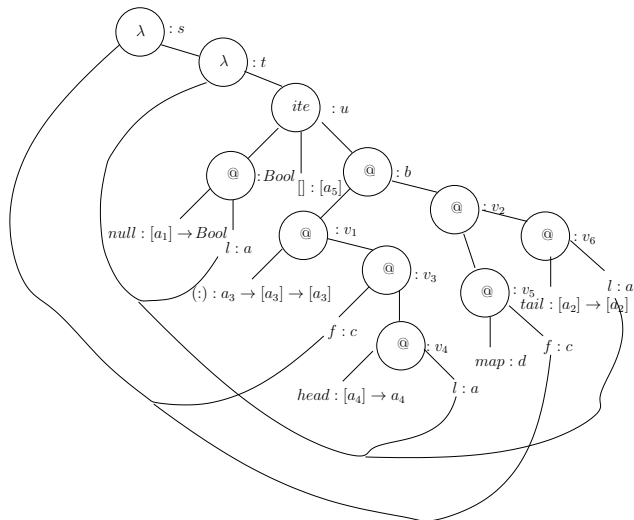 λ : s
λ : t
ite : u
@ : Bool
[] : [a₅]
@ : b
@ : v₂
@ : v₆
null : [a₁] → Bool
l : a
@ : v₁
@ : v₃
@ : v₅
l : a
(:) : a₃ → [a₃] → [a₃]
tail : [a₂] → [a₂]
f : c
@ : v₄
map : d
f : c
head : [a₄] → a₄
l : a